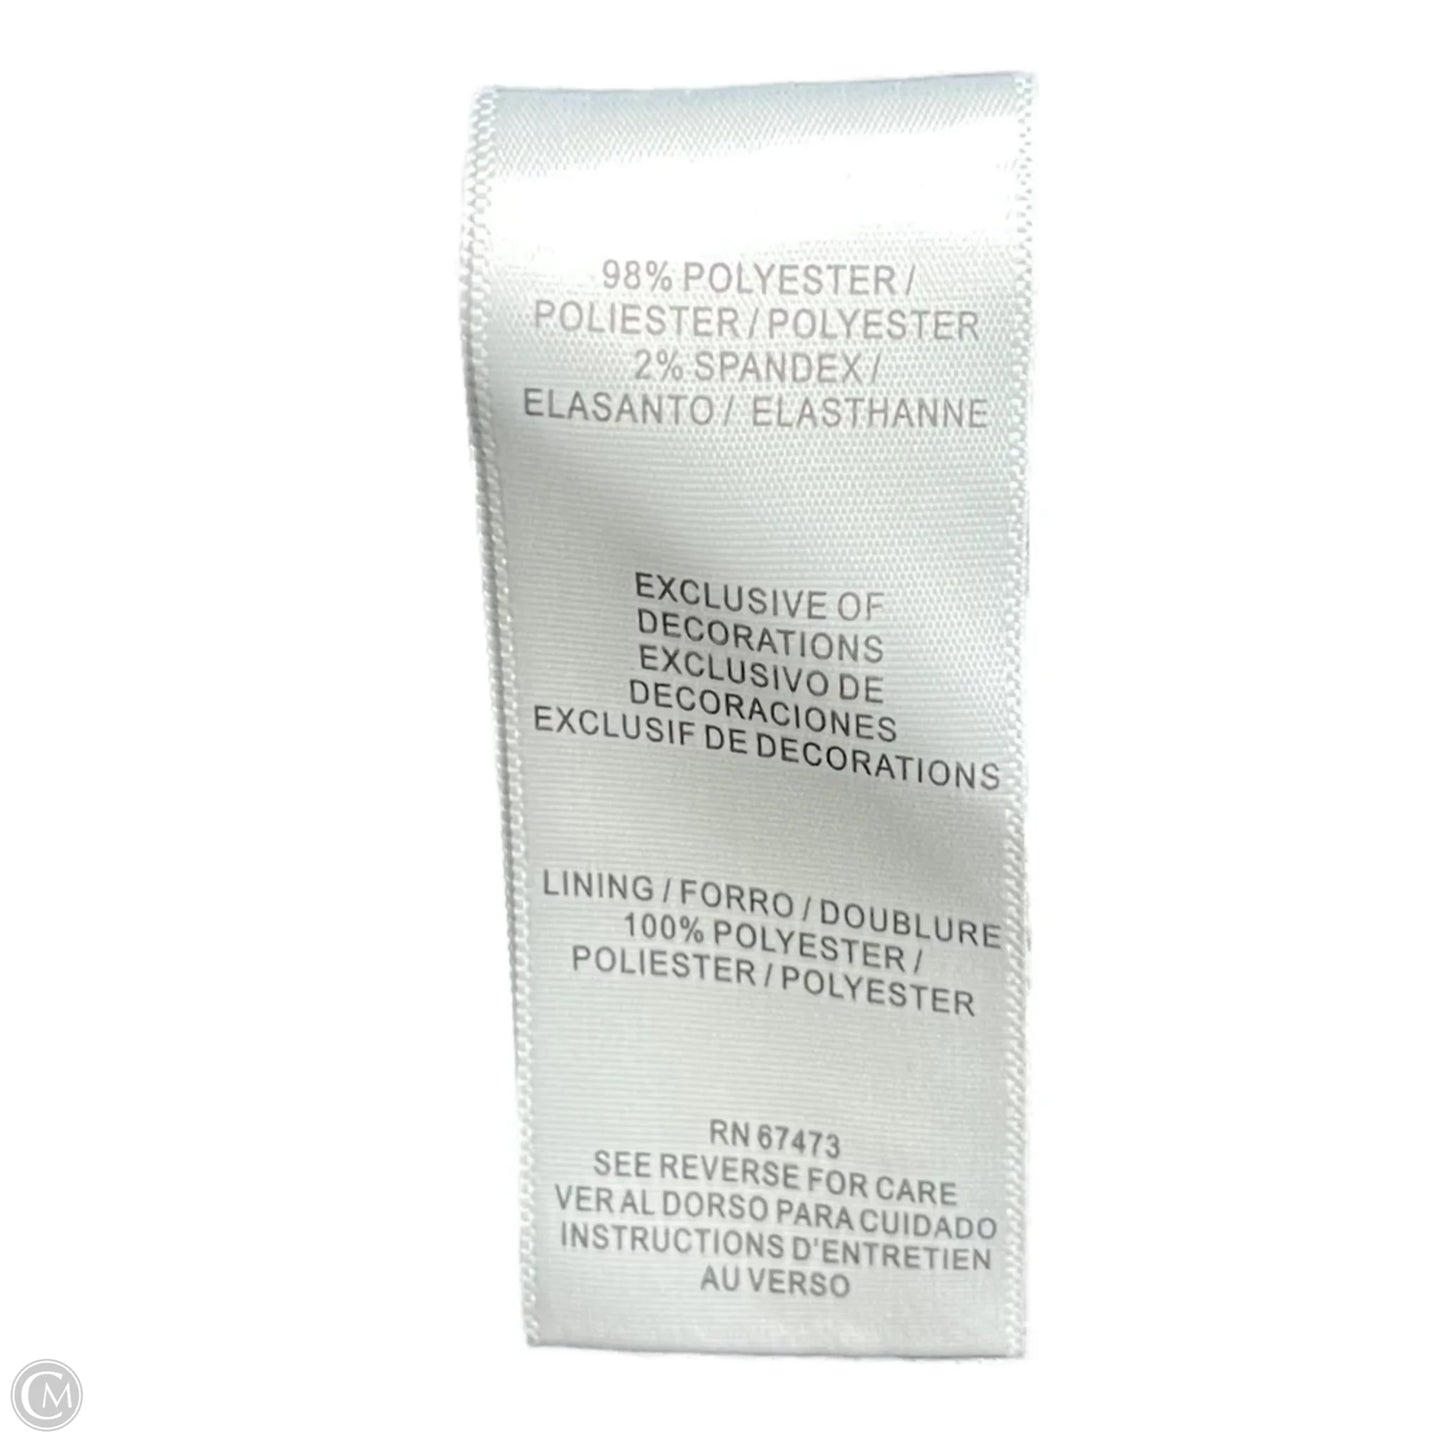 98% POLYESTER /
POLIESTER / POLYESTER
2% SPANDEX /
ELASANTO / ELASTHANNE
EXCLUSIVE OF
DECORATIONS
EXCLUSIVO DE
DECORACIONES
EXCLUSIF DE DECORATIONS
LINING / FORRO / DOUBLURE
100% POLYESTER /
POLIESTER / POLYESTER
RN 67473
SEE REVERSE FOR CARE
VER AL DORSO PARA CUIDADO
INSTRUCTIONS D'ENTRETIEN
AU VERSO
CM